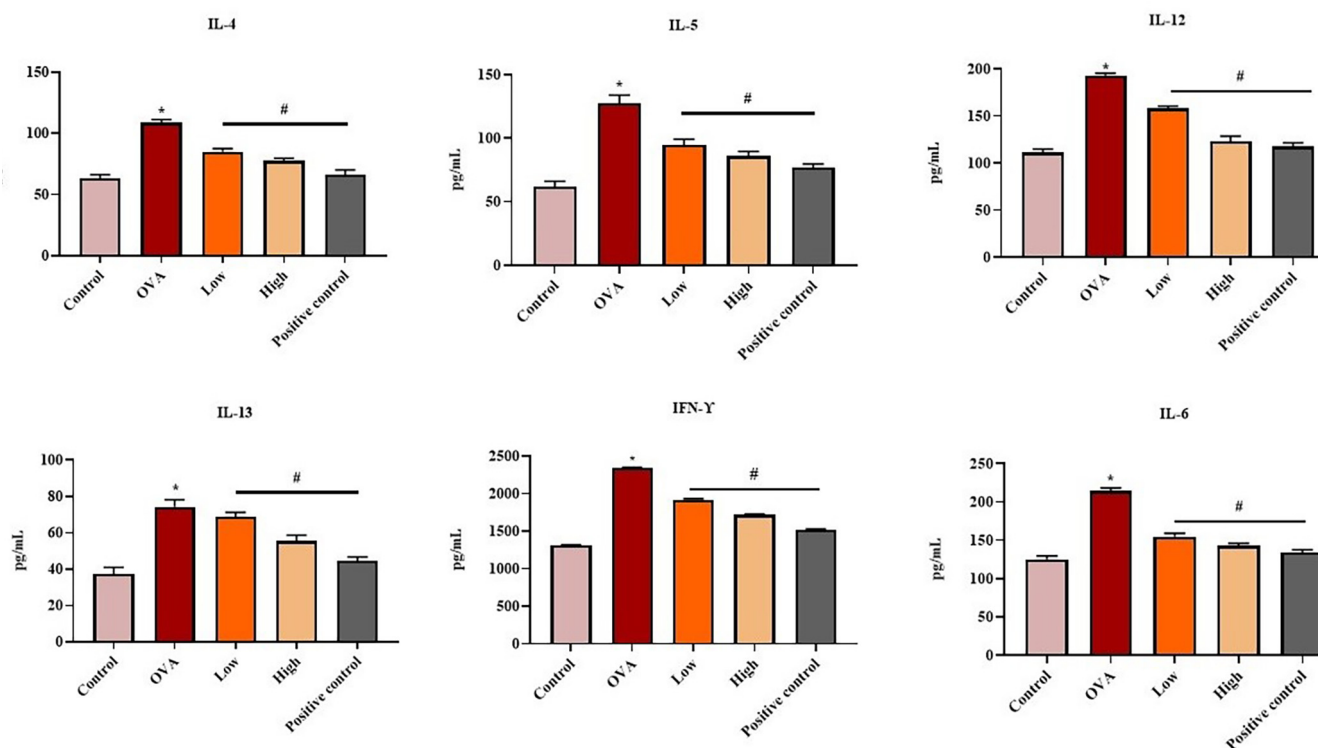 IL-4
150
100
50
0
*
#
Control
OVA
Low
High
Positive control
IL-5
pg/mL
150
100
50
0
*
#
Control
OVA
Low
High
Positive control
IL-12
pg/mL
200
150
100
50
0
*
#
Control
OVA
Low
High
Positive control
IL-13
pg/mL
100
80
60
40
20
0
*
#
Control
OVA
Low
High
Positive control
IFN-ϒ
pg/mL
2500
2000
1500
1000
500
0
*
#
Control
OVA
Low
High
Positive control
IL-6
pg/mL
250
200
150
100
50
0
*
#
Control
OVA
Low
High
Positive control